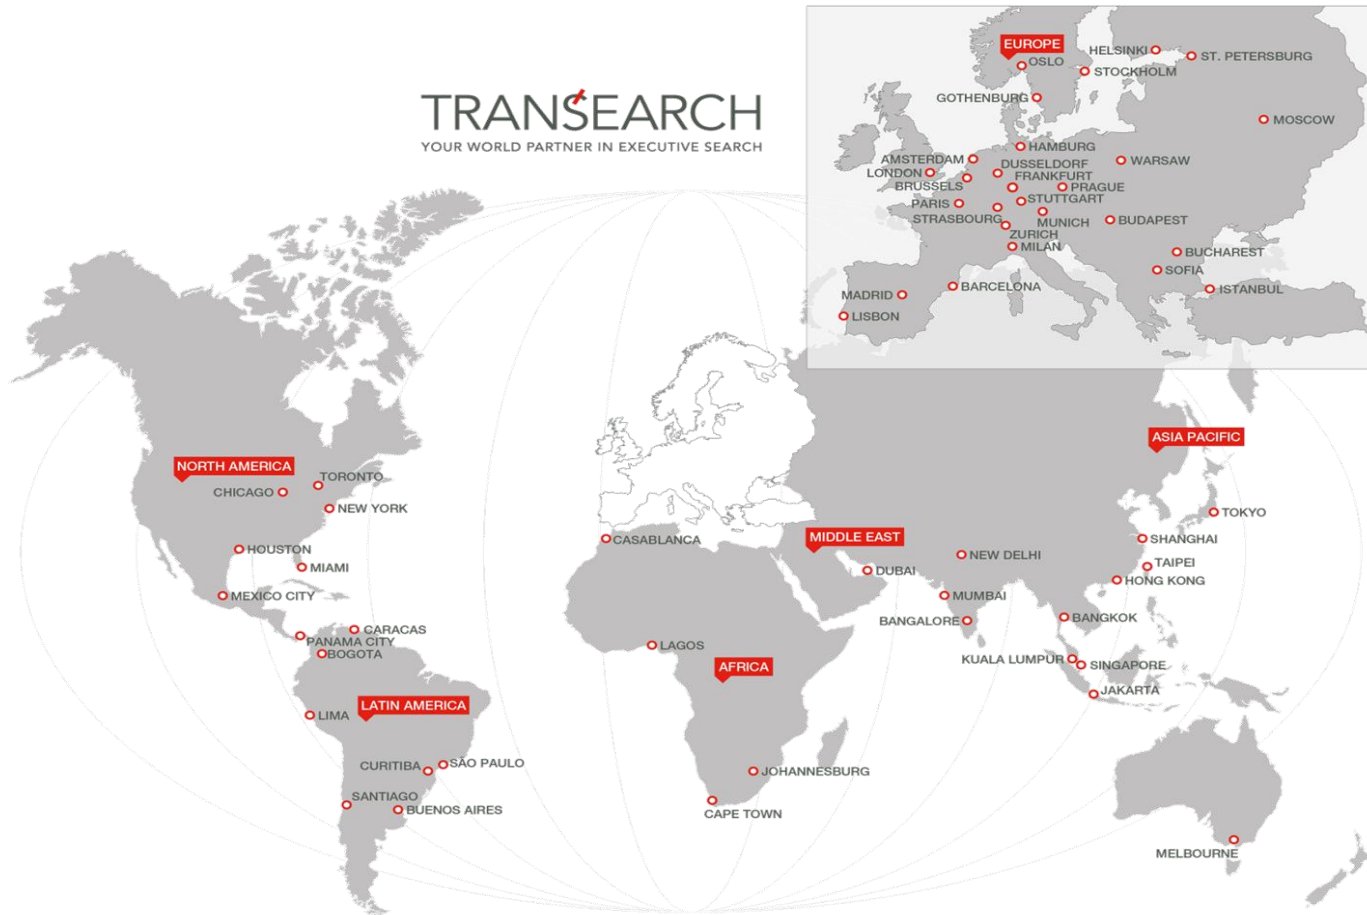 TRANSEARCH
YOUR WORLD PARTNER IN EXECUTIVE SEARCH
EUROPE
HELSINKI
ST. PETERSBURG
OSLO
STOCKHOLM
GOTHENBURG
MOSCOW
HAMBURG
AMSTERDAM
DUSSELDORF
WARSAW
LONDON
FRANKFURT
BRUSSELS
PRAGUE
STUTTGART
PARIS
STRASBOURG
MUNICH
BUDAPEST
ZURICH
MILAN
BUCHAREST
SOFIA
BARCELONA
ISTANBUL
MADRID
LISBON
NORTH AMERICA
TORONTO
CHICAGO
NEW YORK
HOUSTON
MIAMI
MEXICO CITY
CARACAS
PANAMA CITY
BOGOTA
LATIN AMERICA
LIMA
CURITIBA
SÃO PAULO
SANTIAGO
BUENOS AIRES
CASABLANCA
LAGOS
AFRICA
JOHANNESBURG
CAPE TOWN
MIDDLE EAST
DUBAI
ASIA PACIFIC
TOKYO
SHANGHAI
NEW DELHI
TAIPEI
HONG KONG
MUMBAI
BANGALORE
BANGKOK
KUALA LUMPUR
SINGAPORE
JAKARTA
MELBOURNE